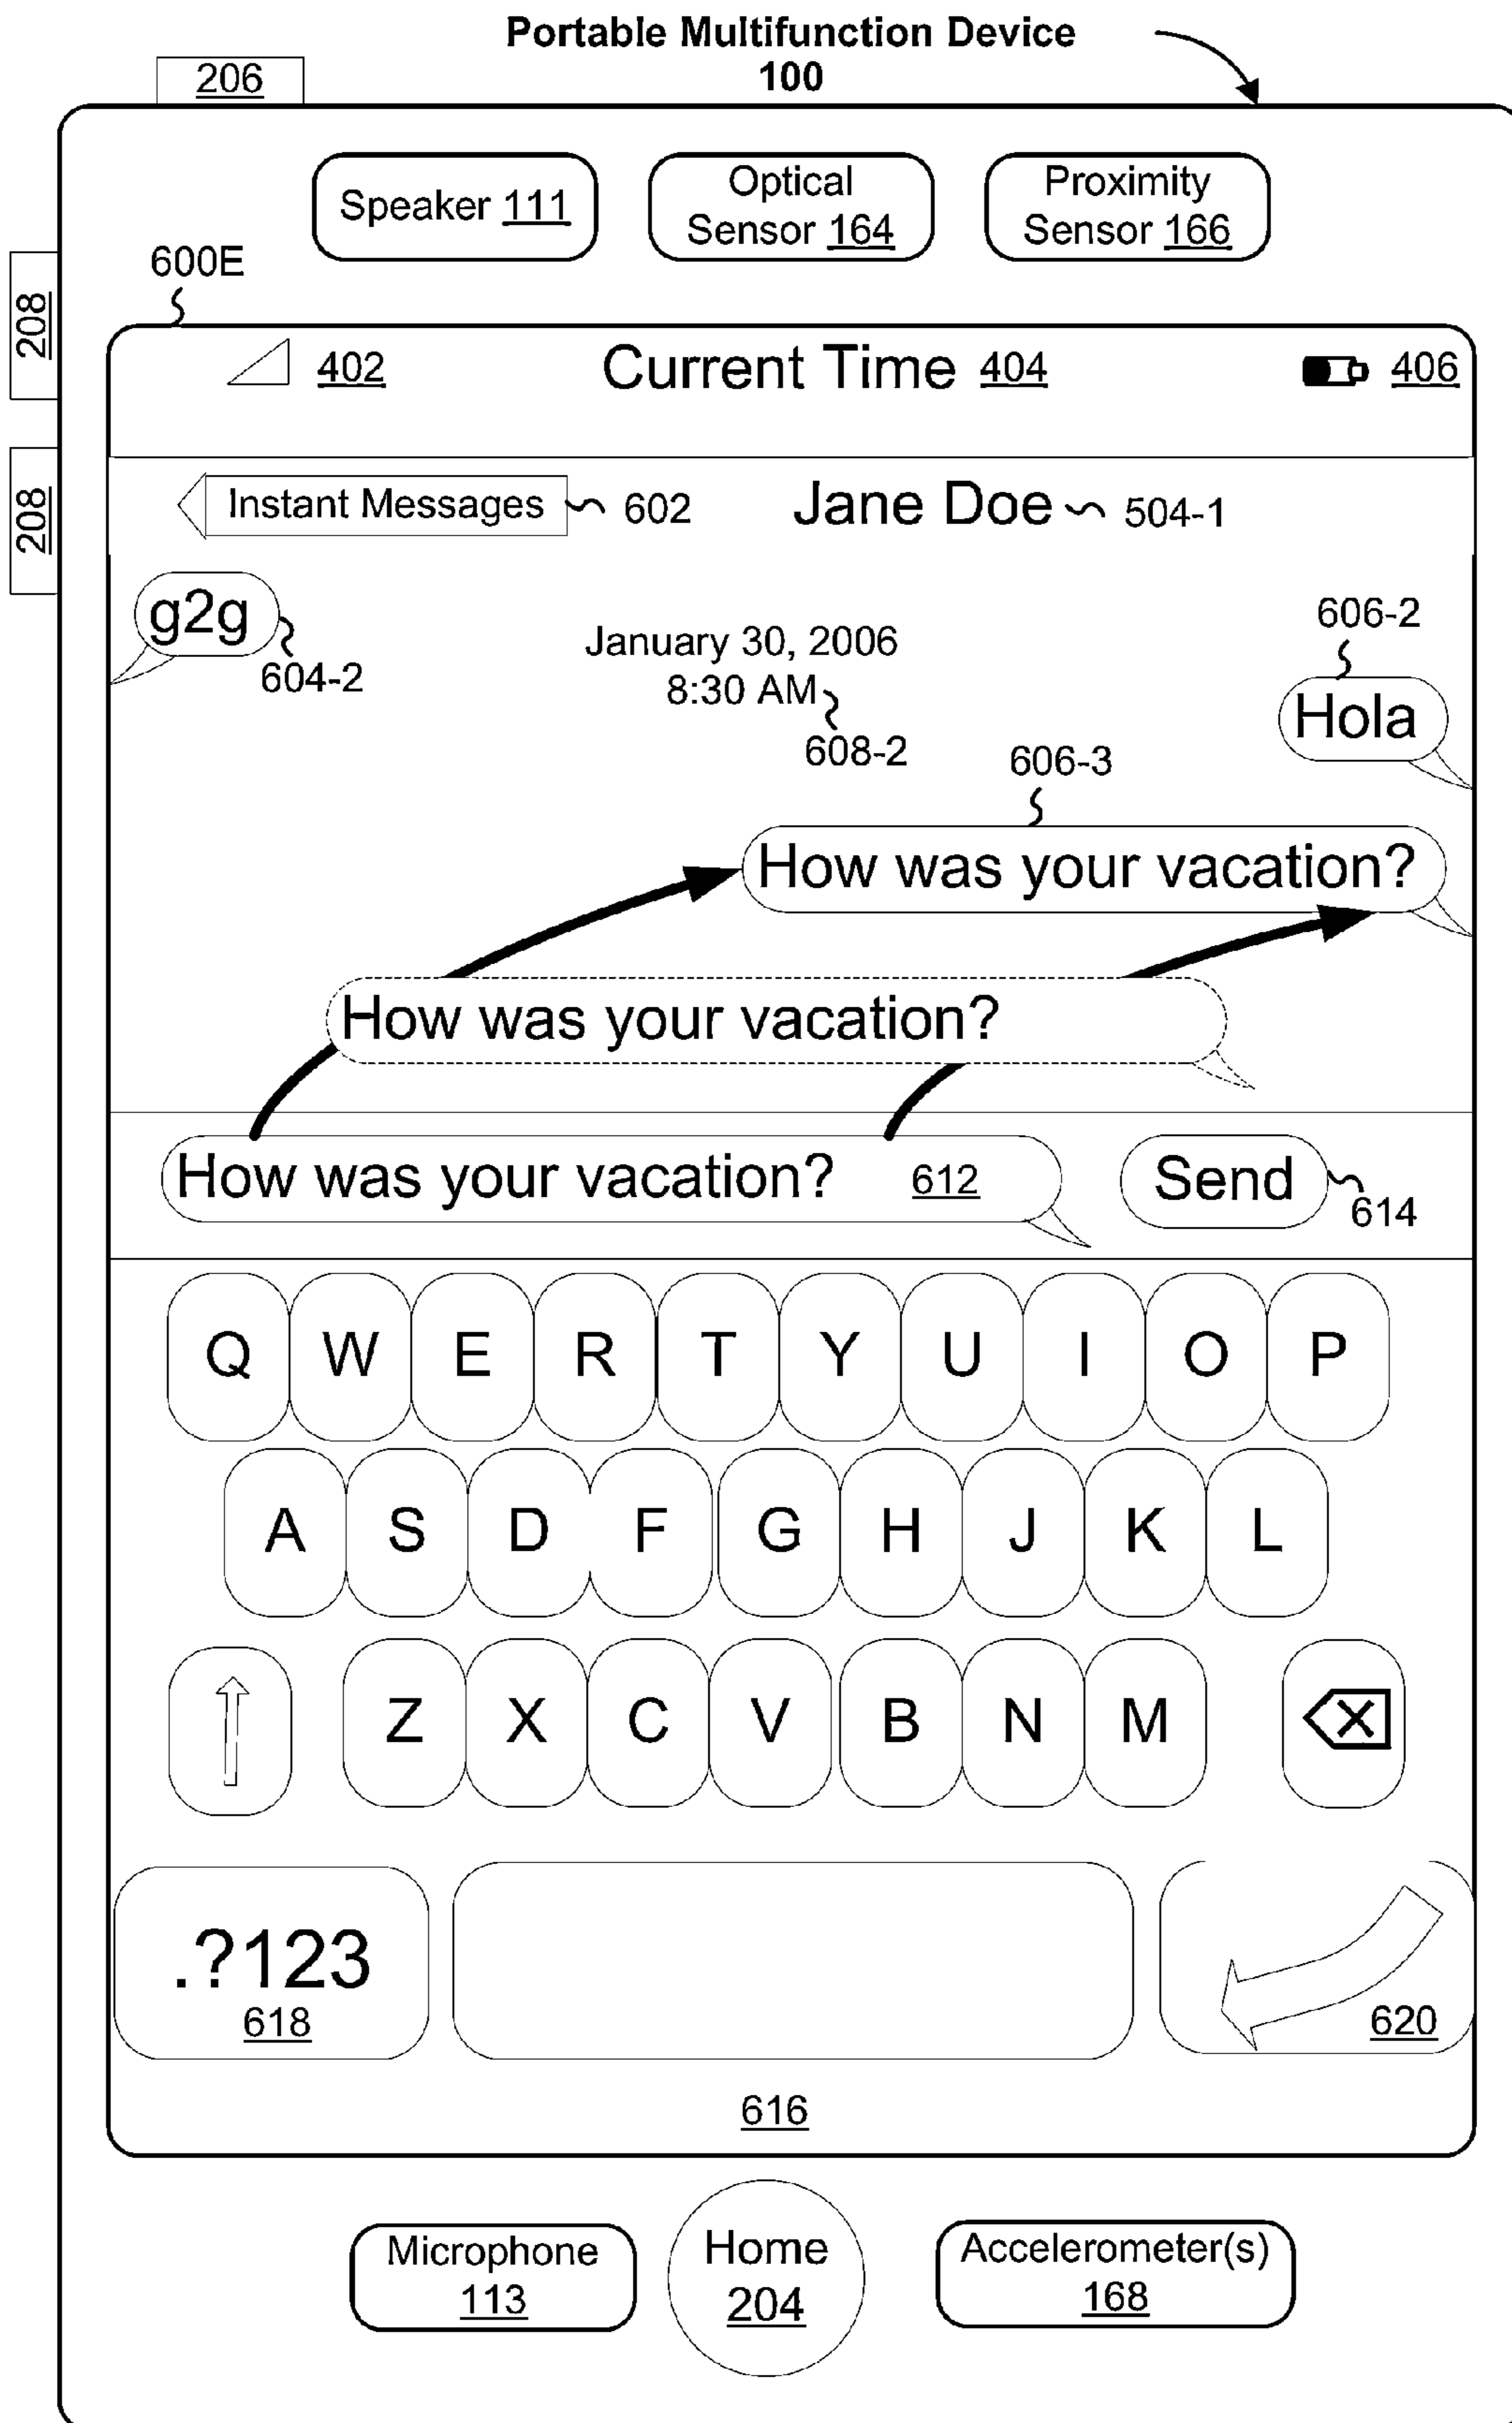 Portable Multifunction Device
100
206
Speaker 111
Optical
Sensor 164
Proximity
Sensor 166
600E
208
208
402
Current Time 404
406
Instant Messages
602
Jane Doe
504-1
g2g
604-2
January 30, 2006
8:30 AM
608-2
606-2
Hola
606-3
How was your vacation?
How was your vacation?
How was your vacation?
612
Send
614
Q W E R T Y U I O P
A S D F G H J K L
Z X C V B N M
.?123
618
620
616
Microphone
113
Home
204
Accelerometer(s)
168